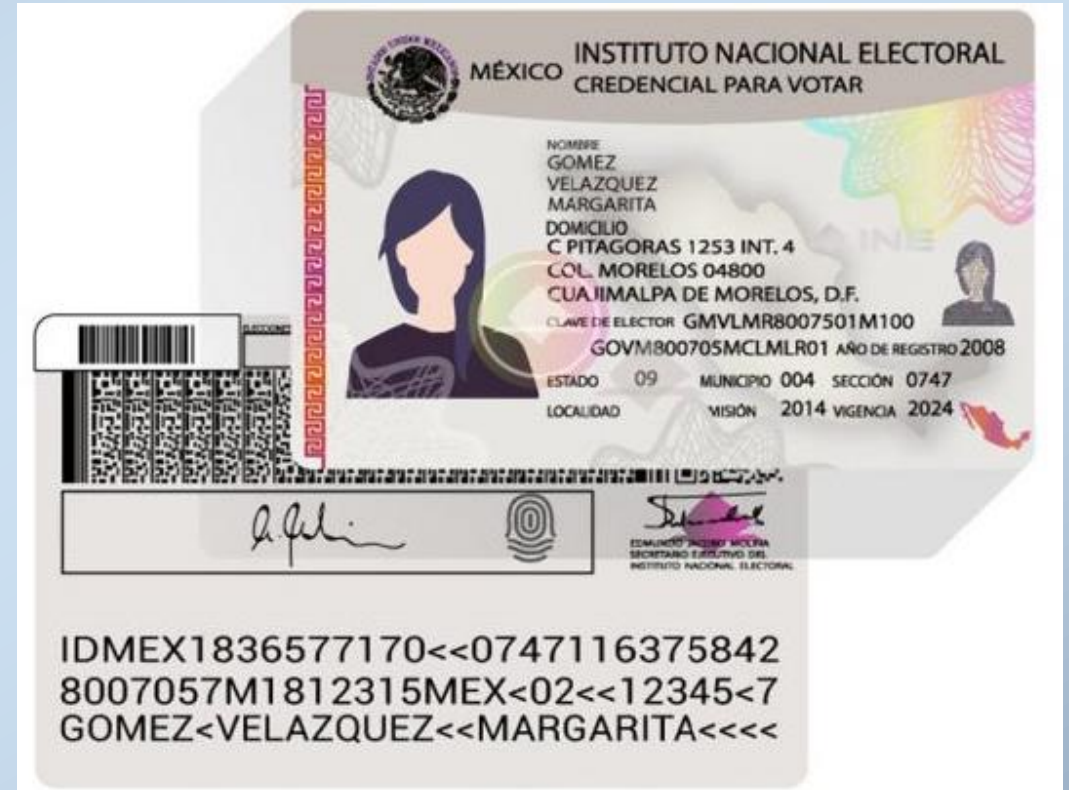 MÉXICO
INSTITUTO NACIONAL ELECTORAL
CREDENCIAL PARA VOTAR
NOMBRE
GOMEZ
VELAZQUEZ
MARGARITA
DOMICILIO
C PITAGORAS 1253 INT. 4
COL. MORELOS 04800
CUAJIMALPA DE MORELOS, D.F.
CLAVE DE ELECTOR GMVLMR8007501M100
GOVM800705MCLMLR01 AÑO DE REGISTRO 2008
ESTADO 09 MUNICIPIO 004 SECCIÓN 0747
LOCALIDAD MISIÓN 2014 VIGENCIA 2024
INE
EDMUNDO JACOBO MOLINA
SECRETARIO EJECUTIVO DEL
INSTITUTO NACIONAL ELECTORAL
IDMEX1836577170<<0747116375842
8007057M1812315MEX<02<<12345<7
GOMEZ<VELAZQUEZ<<MARGARITA<<<<